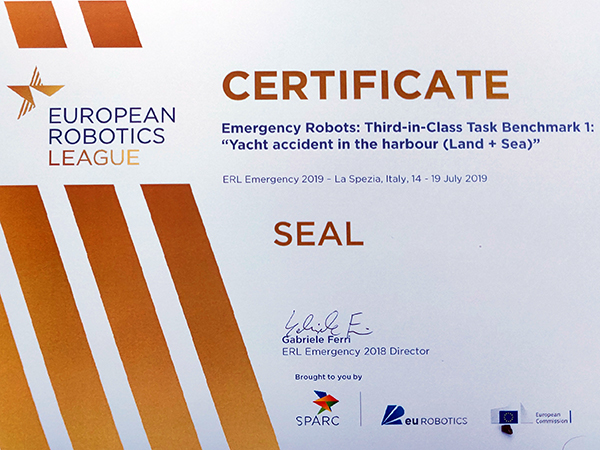 EUROPEAN
ROBOTICS
LEAGUE
CERTIFICATE
Emergency Robots: Third-in-Class Task Benchmark 1:
“Yacht accident in the harbour (Land + Sea)”
ERL Emergency 2019 – La Spezia, Italy, 14 - 19 July 2019
SEAL
Gabriele Ferri
ERL Emergency 2018 Director
Brought to you by
SPARC
eu ROBOTICS
European
Commission